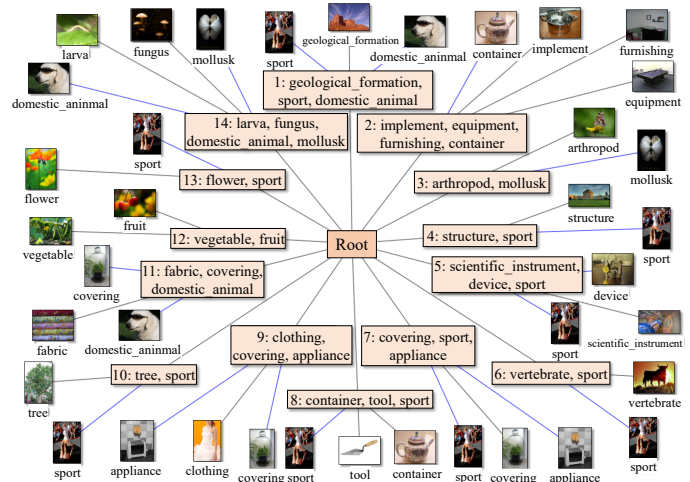 larva
fungus
mollusk
sport
geological_formation
domestic_aninmal
container
implement
furnishing
domestic_aninmal
equipment
1: geological_formation,
sport, domestic_animal
14: larva, fungus,
domestic_animal, mollusk
2: implement, equipment,
furnishing, container
sport
arthropod
mollusk
13: flower, sport
3: arthropod, mollusk
flower
fruit
structure
12: vegetable, fruit
Root
4: structure, sport
vegetable
sport
11: fabric, covering,
domestic_animal
5: scientific_instrument,
device, sport
covering
device
fabric
domestic_aninmal
9: clothing,
covering, appliance
7: covering, sport,
appliance
sport
scientific_instrument
10: tree, sport
6: vertebrate, sport
8: container, tool, sport
tree
vertebrate
sport
appliance
clothing
covering
sport
tool
container
sport
covering
appliance
sport